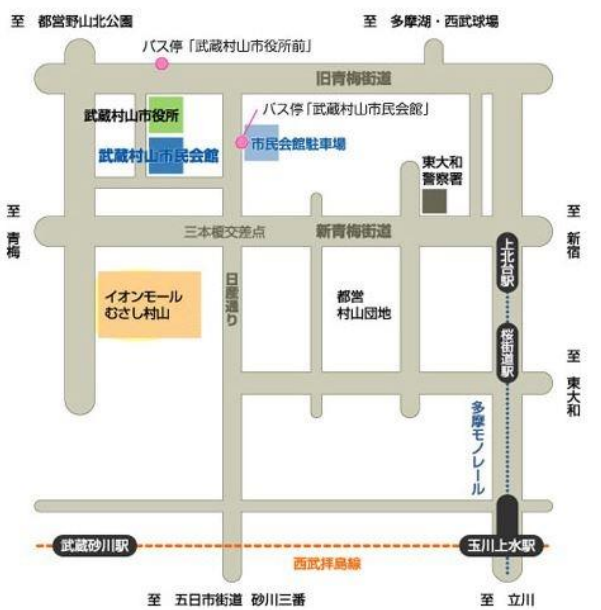 至 都営野山北公園
至 多摩湖・西武球場
バス停「武蔵村山市役所前」
旧青梅街道
武蔵村山市役所
バス停「武蔵村山市民会館」
武蔵村山市民会館
市民会館駐車場
東大和
警察署
至 青梅
三本榎交差点
新青梅街道
至 新宿
上北台駅
イオンモール
むさし村山
日産通り
都営
村山団地
桜街道駅
至 東大和
多摩モノレール
武蔵砂川駅
玉川上水駅
西武拝島線
至 五日市街道 砂川三番
至 立川